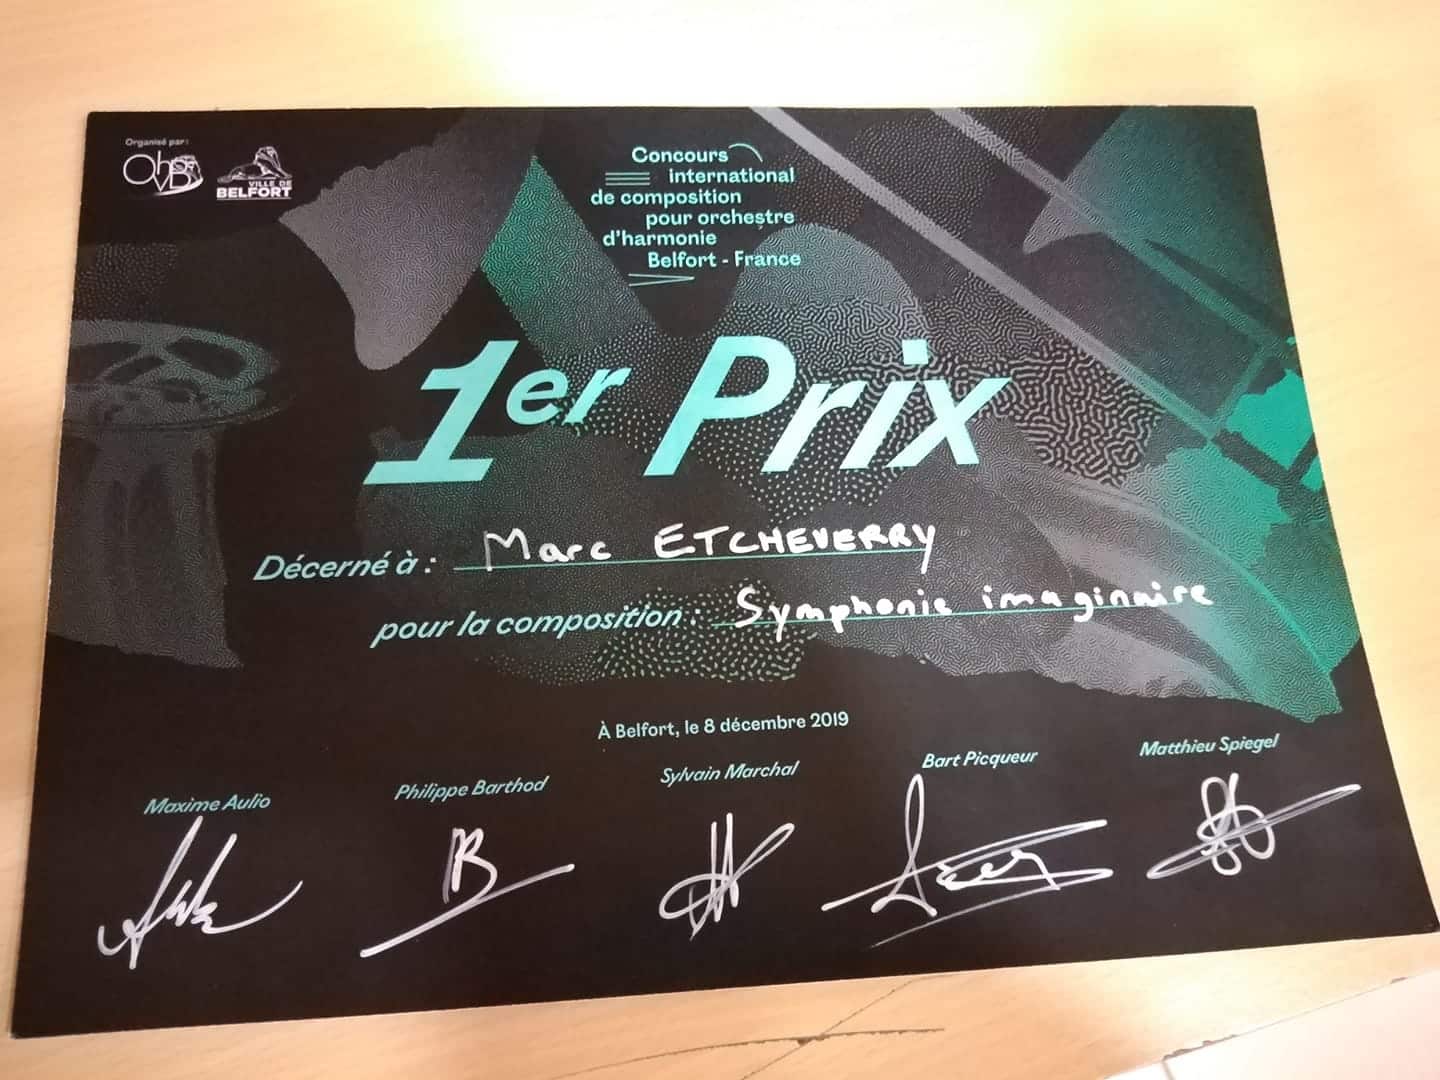 Organisé par :
OhvB
VILLE DE
BELFORT
Concours
international
de composition
pour orchestre
d'harmonie
Belfort - France
1er Prix
Décerné à : Marc ETCHEVERRY
pour la composition : Symphonie imaginaire
À Belfort, le 8 décembre 2019
Maxime Aulio
Philippe Barthod
Sylvain Marchal
Bart Picqueur
Matthieu Spiegel